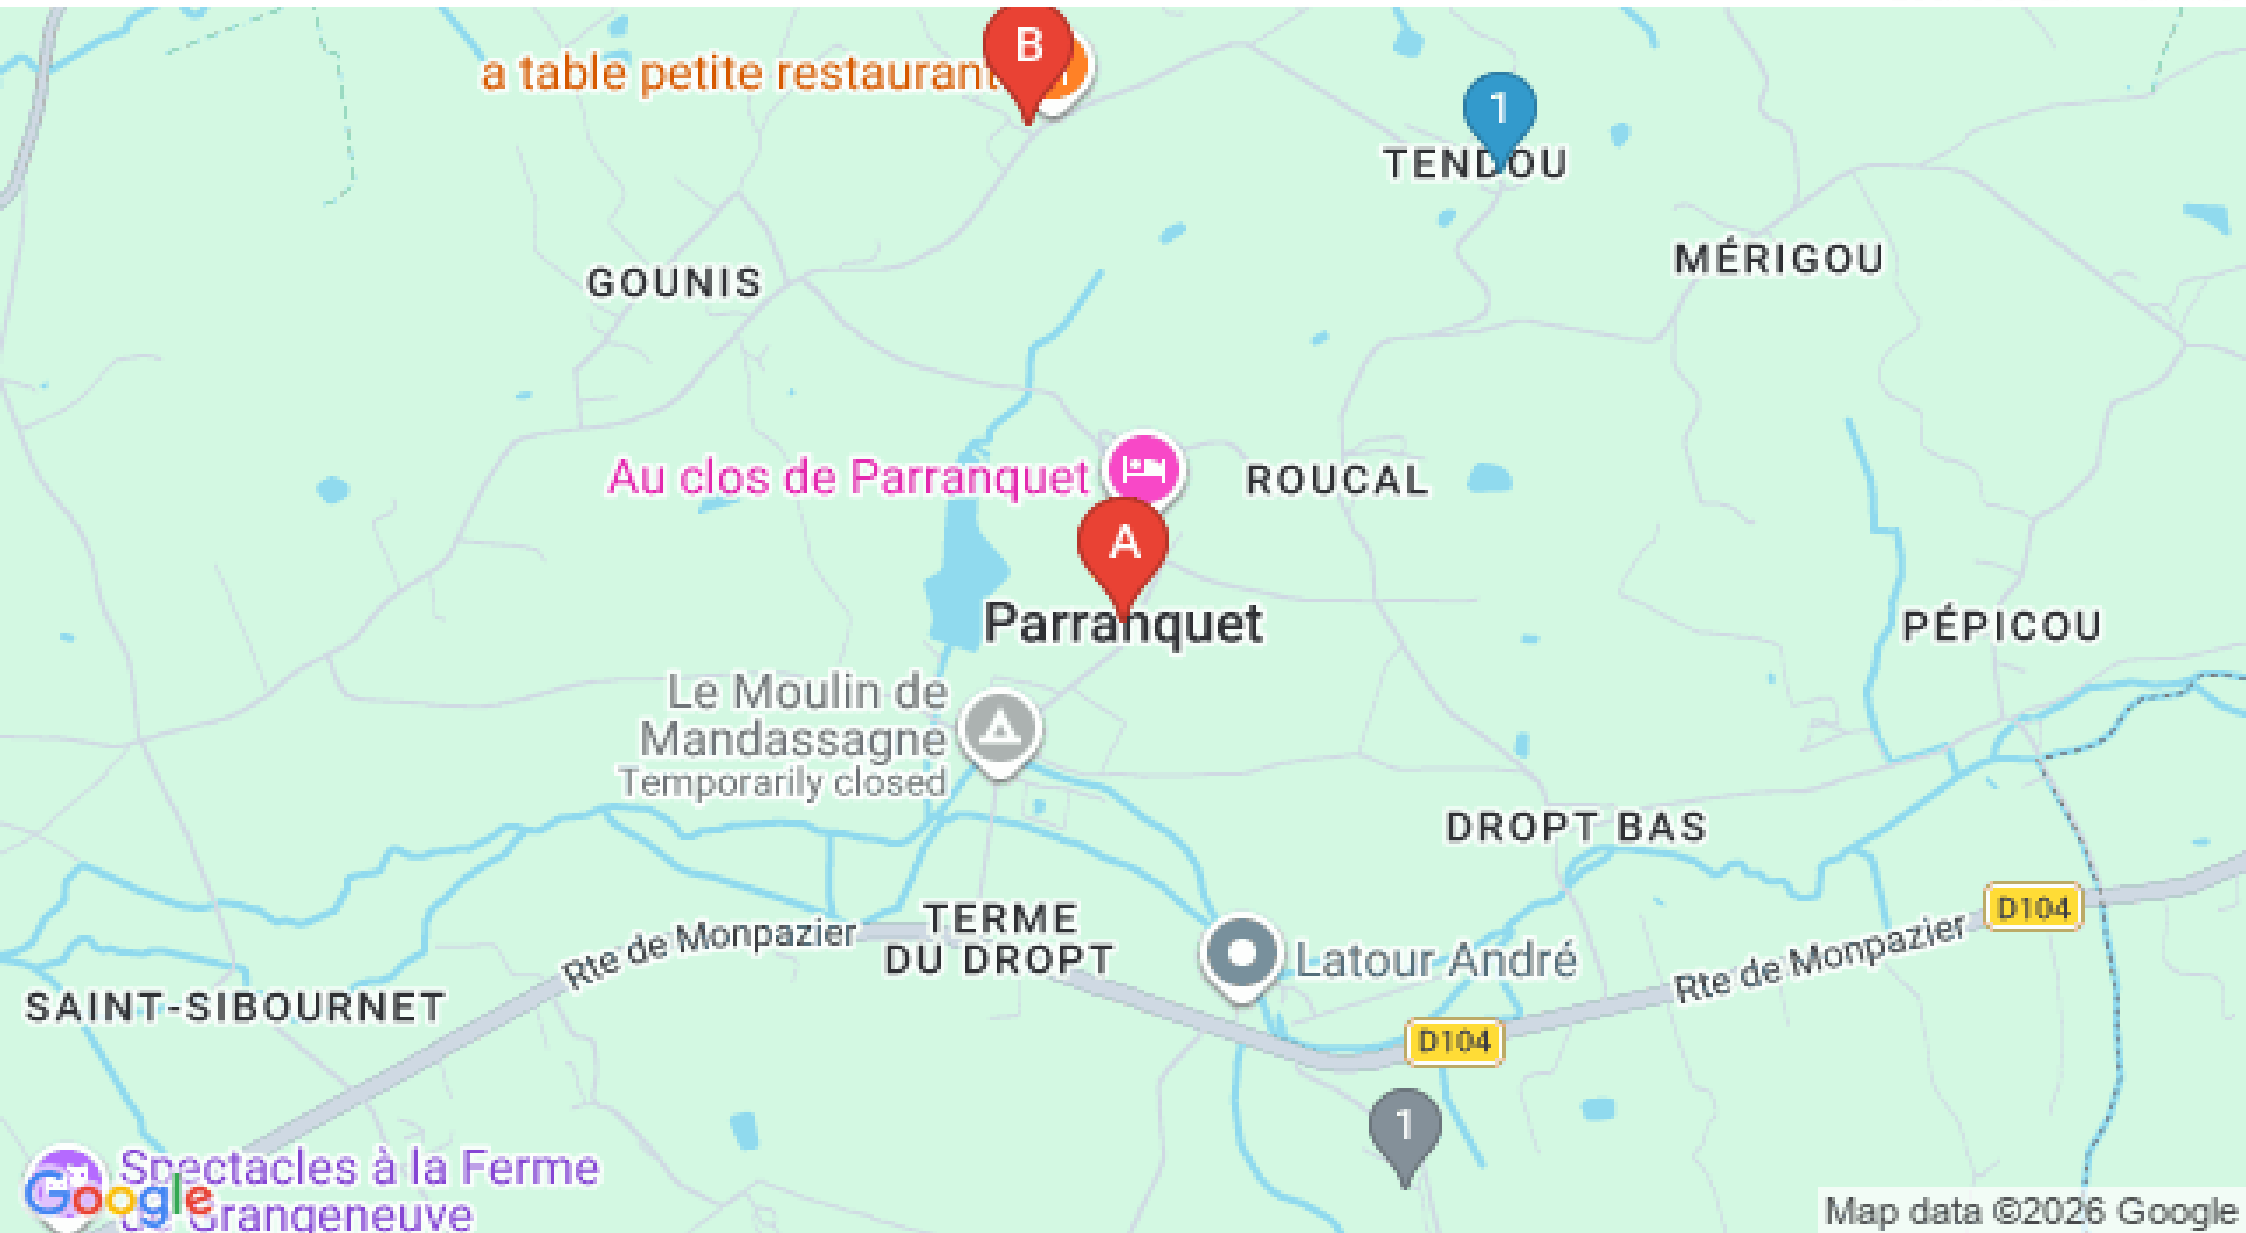 B
a table petite restaurant
1
TENDOU
MÉRIGOU
GOUNIS
Au clos de Parranquet
ROUCAL
A
Parranquet
PÉPICOU
Le Moulin de
Mandassagne
Temporarily closed
DROPT BAS
D104
TERME
DU DROPT
Rte de Monpazier
Latour André
Rte de Monpazier
SAINT-SIBOURNET
D104
1
Spectacles à la Ferme
de Grangeneuve
Google
Map data ©2026 Google